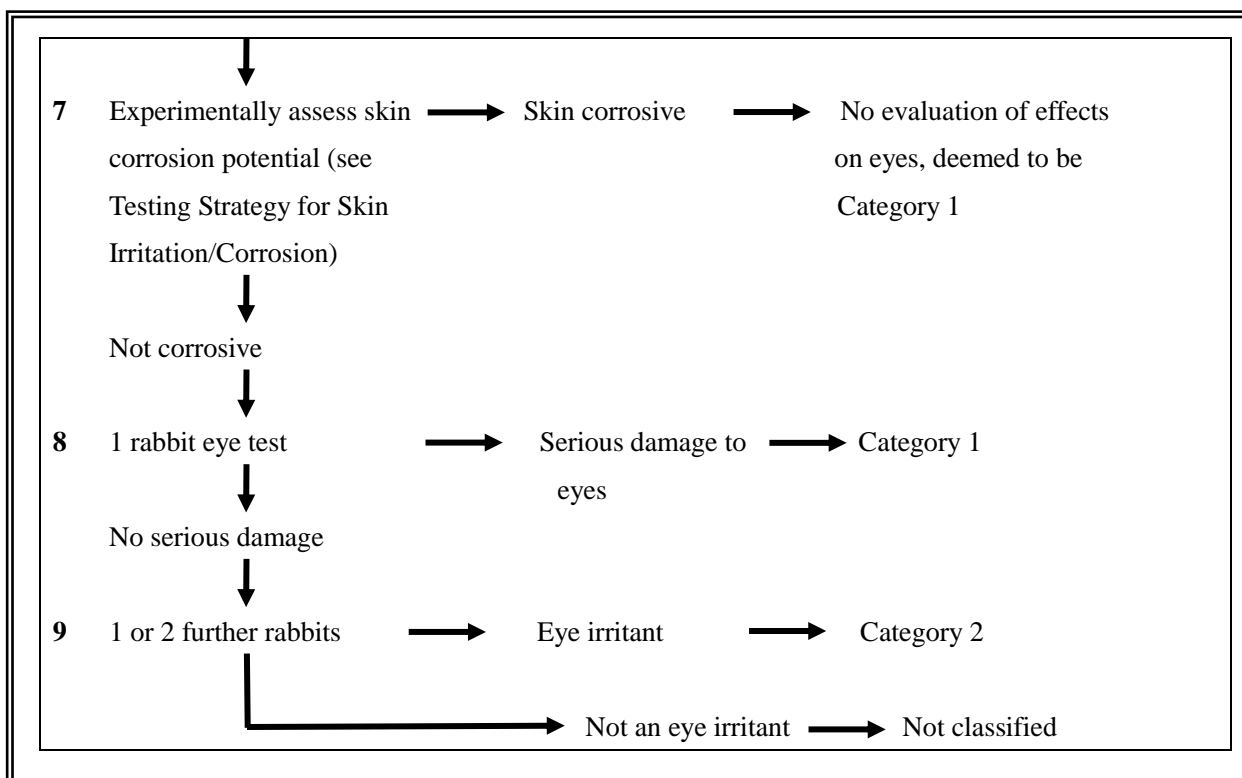 7 Experimentally assess skin Skin corrosive No evaluation of effects
corrosion potential (see on eyes, deemed to be
Testing Strategy for Skin Category 1
Irritation/Corrosion)
Not corrosive
8 1 rabbit eye test Serious damage to Category 1
eyes
No serious damage
9 1 or 2 further rabbits Eye irritant Category 2
Not an eye irritant Not classified